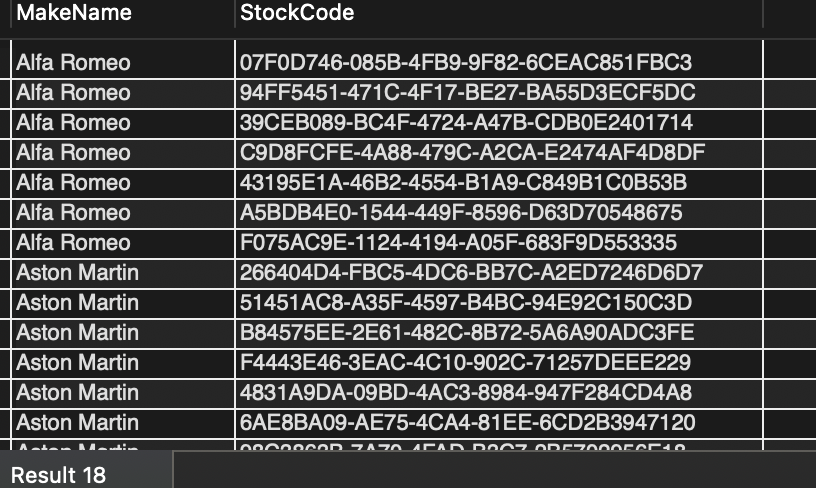 MakeName StockCode
Alfa Romeo 07F0D746-085B-4FB9-9F82-6CEAC851FBC3
Alfa Romeo 94FF5451-471C-4F17-BE27-BA55D3ECF5DC
Alfa Romeo 39CEB089-BC4F-4724-A47B-CDB0E2401714
Alfa Romeo C9D8FCFE-4A88-479C-A2CA-E2474AF4D8DF
Alfa Romeo 43195E1A-46B2-4554-B1A9-C849B1C0B53B
Alfa Romeo A5BDB4E0-1544-449F-8596-D63D70548675
Alfa Romeo F075AC9E-1124-4194-A05F-683F9D553335
Aston Martin 266404D4-FBC5-4DC6-BB7C-A2ED7246D6D7
Aston Martin 51451AC8-A35F-4597-B4BC-94E92C150C3D
Aston Martin B84575EE-2E61-482C-8B72-5A6A90ADC3FE
Aston Martin F4443E46-3EAC-4C10-902C-71257DEEE229
Aston Martin 4831A9DA-09BD-4AC3-8984-947F284CD4A8
Aston Martin 6AE8BA09-AE75-4CA4-81EE-6CD2B3947120
Aston Martin
Result 18